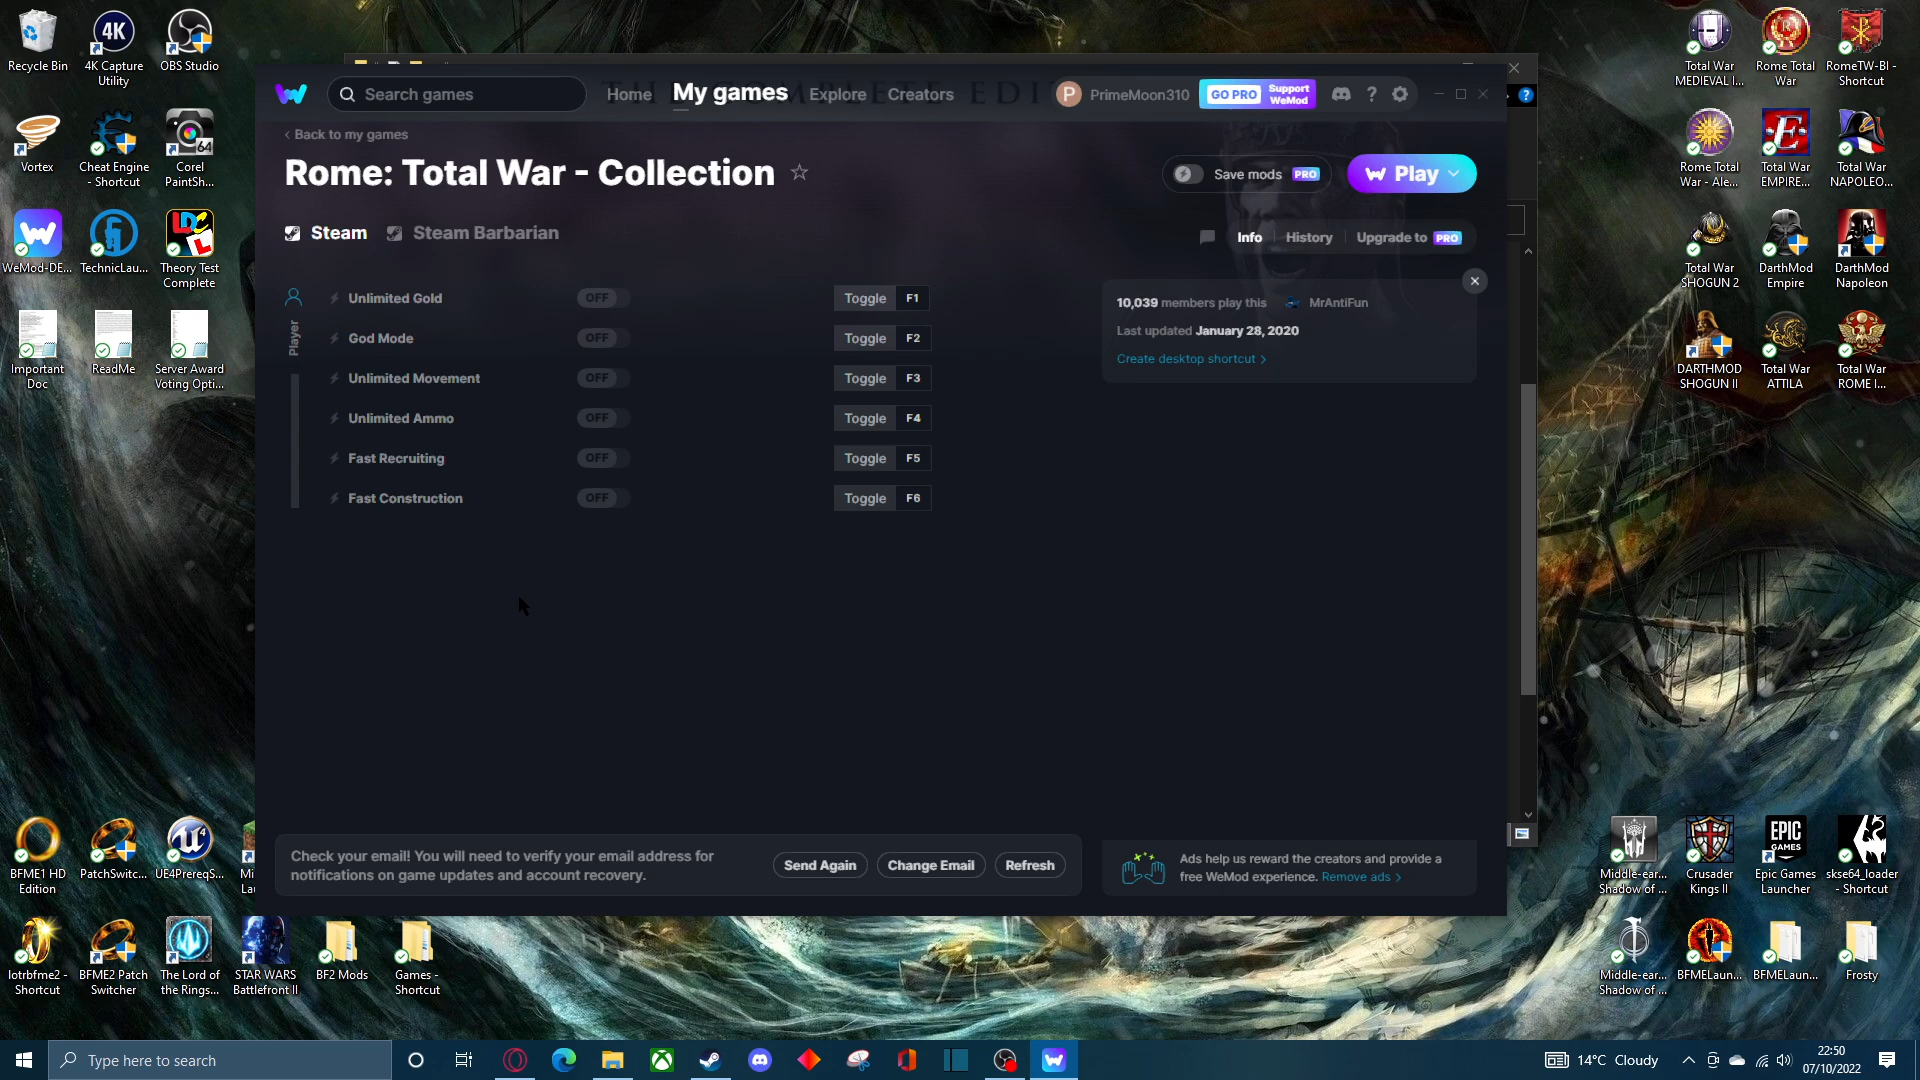 Recycle Bin
4K Capture Utility
OBS Studio
Vortex
Cheat Engine - Shortcut
Corel PaintSh...
64
WeMod-DE...
TechnicLau...
Theory Test Complete
Important Doc
ReadMe
Server Award Voting Opti...
Search games
Home
My games
Explore
Creators
P
PrimeMoon310
GO PRO
Support WeMod
‹ Back to my games
Rome: Total War - Collection
Save mods PRO
Play
Steam
Steam Barbarian
Info
History
Upgrade to PRO
Player
Unlimited Gold OFF Toggle F1
God Mode OFF Toggle F2
Unlimited Movement OFF Toggle F3
Unlimited Ammo OFF Toggle F4
Fast Recruiting OFF Toggle F5
Fast Construction OFF Toggle F6
10,039 members play this
MrAntiFun
Last updated January 28, 2020
Create desktop shortcut ›
Check your email! You will need to verify your email address for
notifications on game updates and account recovery.
Send Again
Change Email
Refresh
Ads help us reward the creators and provide a
free WeMod experience. Remove ads ›
Total War MEDIEVAL I...
Rome Total War
RomeTW-BI - Shortcut
Rome Total War - Ale...
Total War EMPIRE...
Total War NAPOLEO...
Total War SHOGUN 2
DarthMod Empire
DarthMod Napoleon
DARTHMOD SHOGUN II
Total War ATTILA
Total War ROME I...
BFME1 HD Edition
PatchSwitc...
UE4PrereqS...
lotrbfme2 - Shortcut
BFME2 Patch Switcher
The Lord of the Rings...
STAR WARS Battlefront II
BF2 Mods
Games - Shortcut
Middle-ear... Shadow of ...
Crusader Kings II
EPIC GAMES
Epic Games Launcher
skse64_loader - Shortcut
Middle-ear... Shadow of ...
BFMELaun...
BFMELaun...
Frosty
Type here to search
14°C Cloudy
22:50
07/10/2022